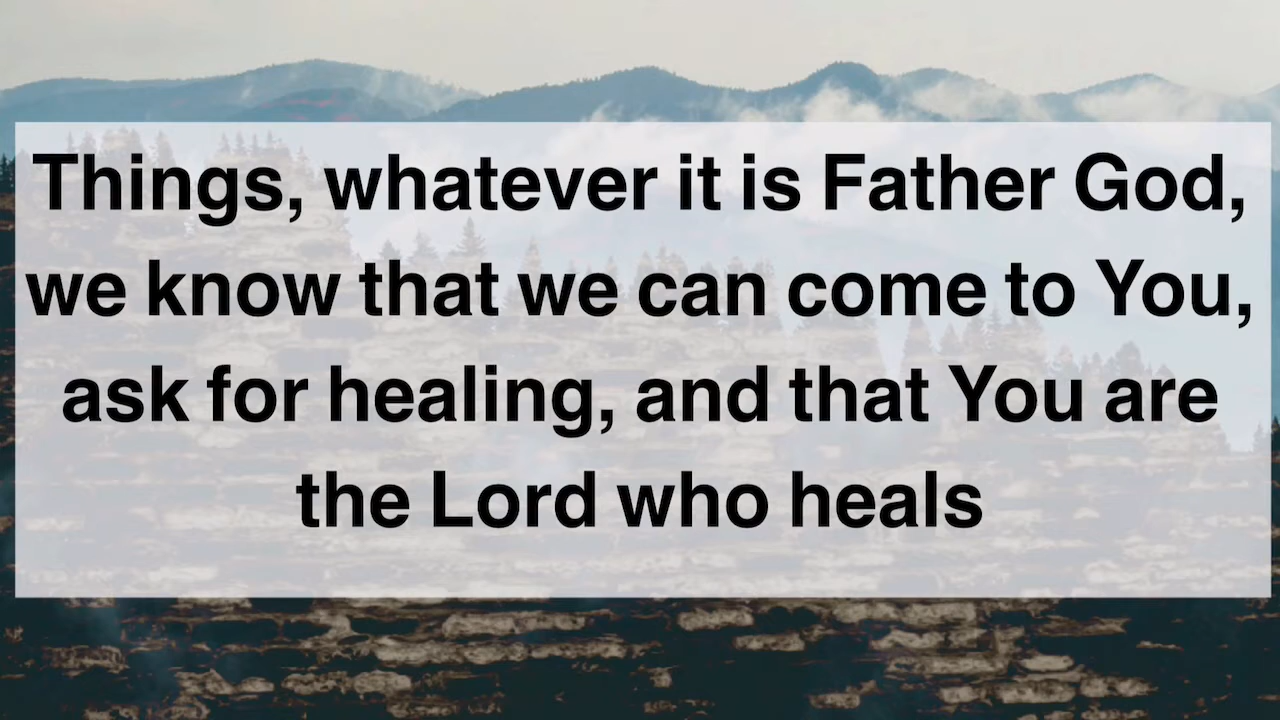 Things, whatever it is Father God,
we know that we can come to You,
ask for healing, and that You are
the Lord who heals